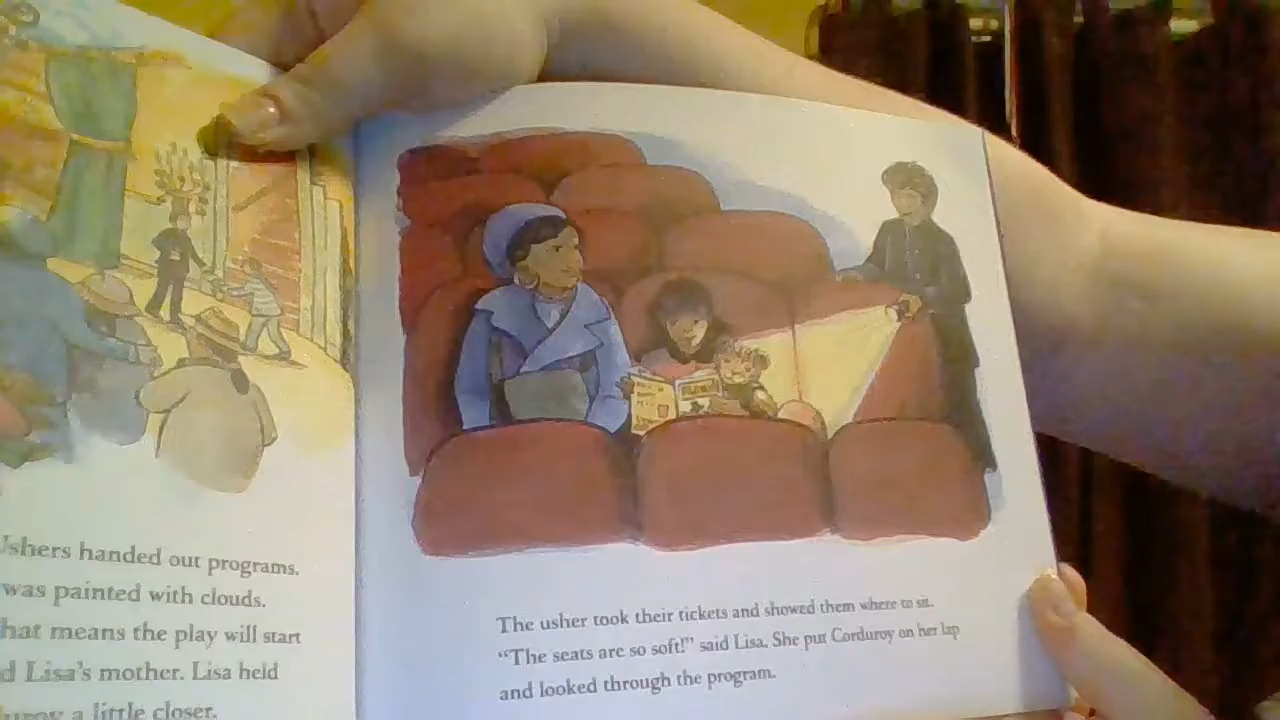 Ushers handed out programs.
was painted with clouds.
hat means the play will start
d Lisa's mother. Lisa held
a little closer.
The usher took their tickets and showed them where to sit.
"The seats are so soft!" said Lisa. She put Corduroy on her lap
and looked through the program.